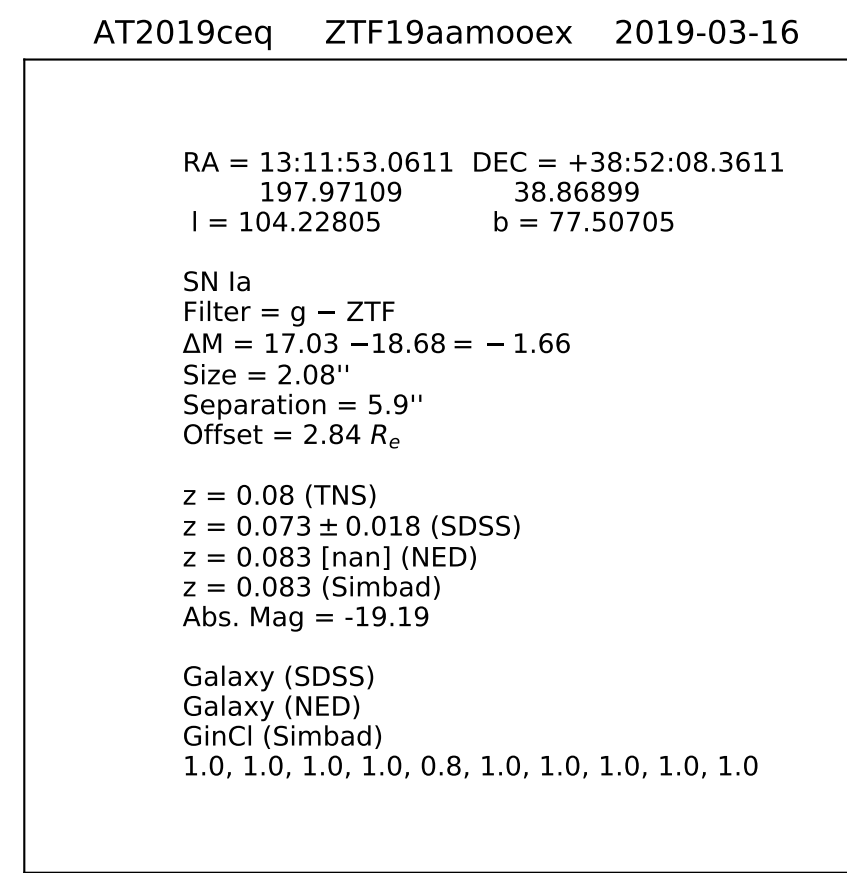 AT2019ceq ZTF19aamooex 2019-03-16
RA = 13:11:53.0611 DEC = +38:52:08.3611
197.97109 38.86899
l = 104.22805 b = 77.50705
SN Ia
Filter = g − ZTF
ΔM = 17.03 −18.68 = − 1.66
Size = 2.08''
Separation = 5.9''
Offset = 2.84 Re
z = 0.08 (TNS)
z = 0.073 ± 0.018 (SDSS)
z = 0.083 [nan] (NED)
z = 0.083 (Simbad)
Abs. Mag = -19.19
Galaxy (SDSS)
Galaxy (NED)
GinCl (Simbad)
1.0, 1.0, 1.0, 1.0, 0.8, 1.0, 1.0, 1.0, 1.0, 1.0